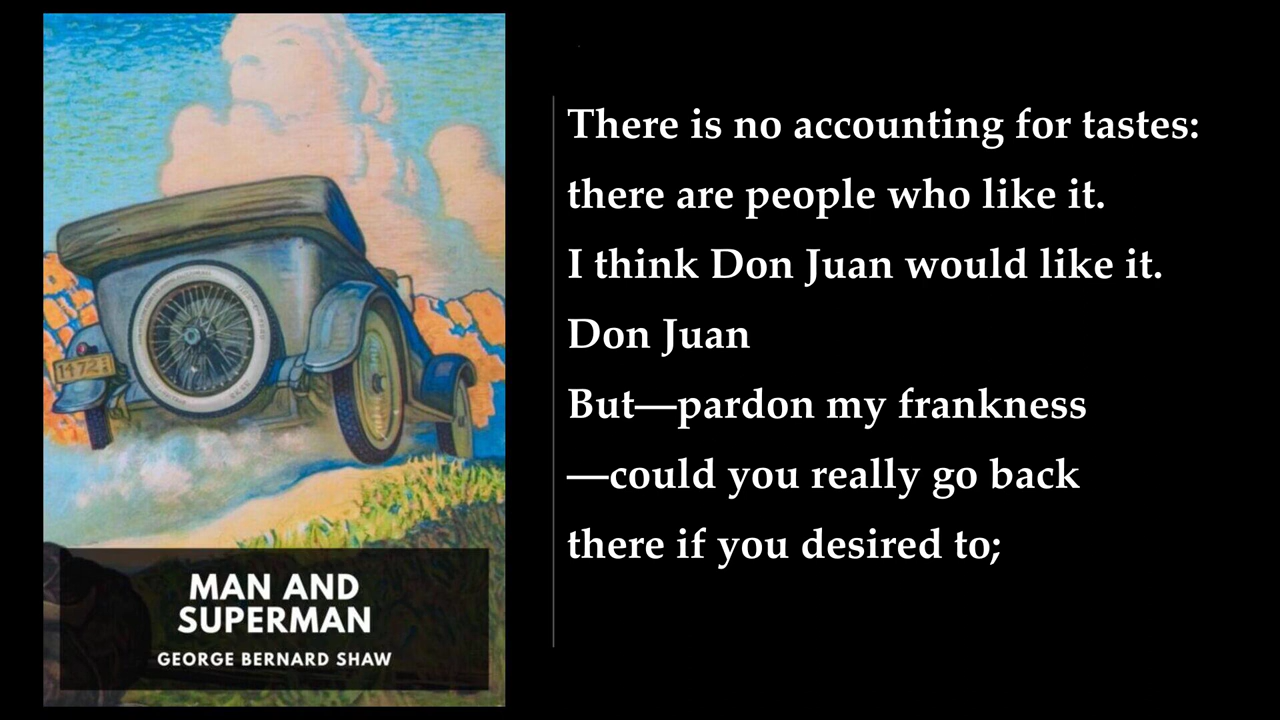 There is no accounting for tastes:
there are people who like it.
I think Don Juan would like it.
Don Juan
But—pardon my frankness
—could you really go back
there if you desired to;
1472
MAN AND
SUPERMAN
GEORGE BERNARD SHAW